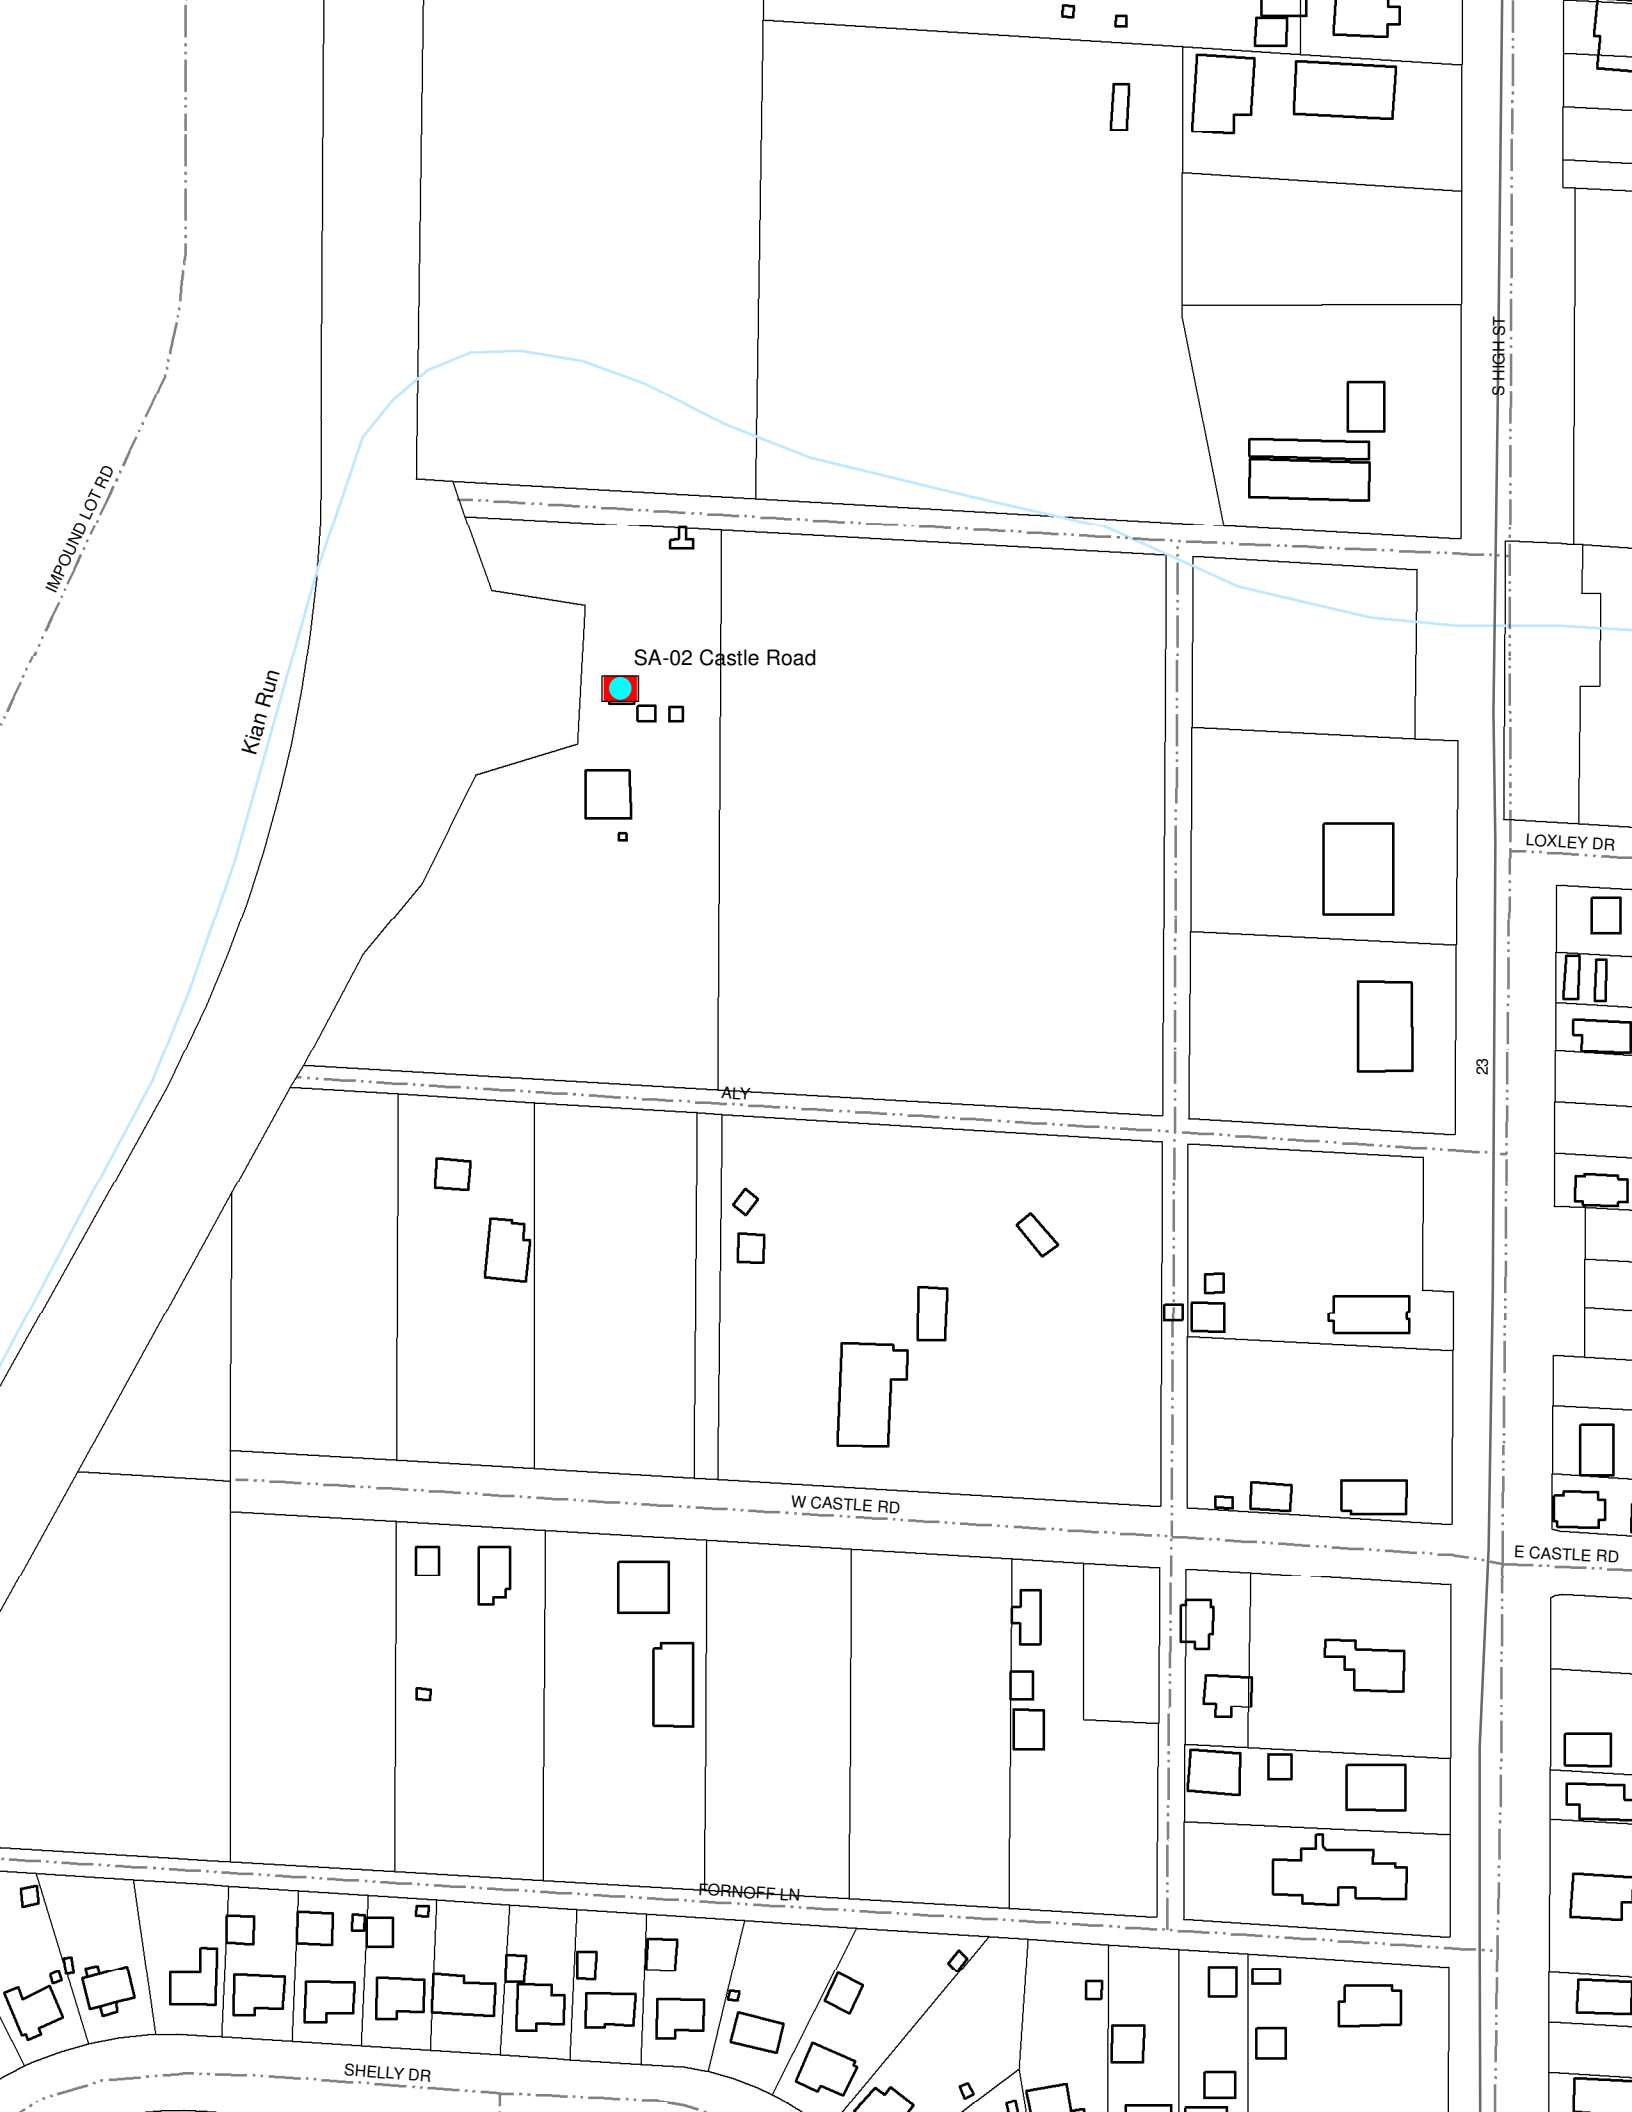 S HIGH ST
IMPOUND LOT RD
SA-02 Castle Road
Kian Run
LOXLEY DR
23
ALY
W CASTLE RD
E CASTLE RD
FORNOFF LN
SHELLY DR